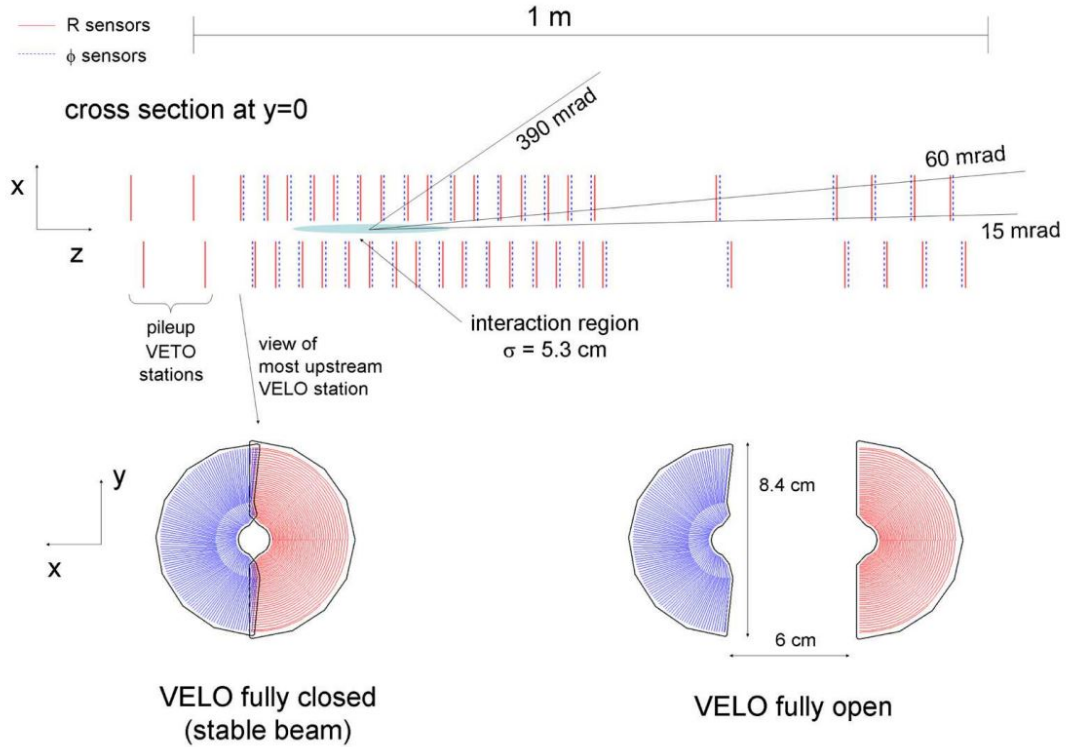 R sensors
ϕ sensors
1 m
cross section at y=0
390 mrad
60 mrad
15 mrad
x
z
pileup
VETO
stations
view of
most upstream
VELO station
interaction region
σ = 5.3 cm
y
x
8.4 cm
6 cm
VELO fully closed
(stable beam)
VELO fully open